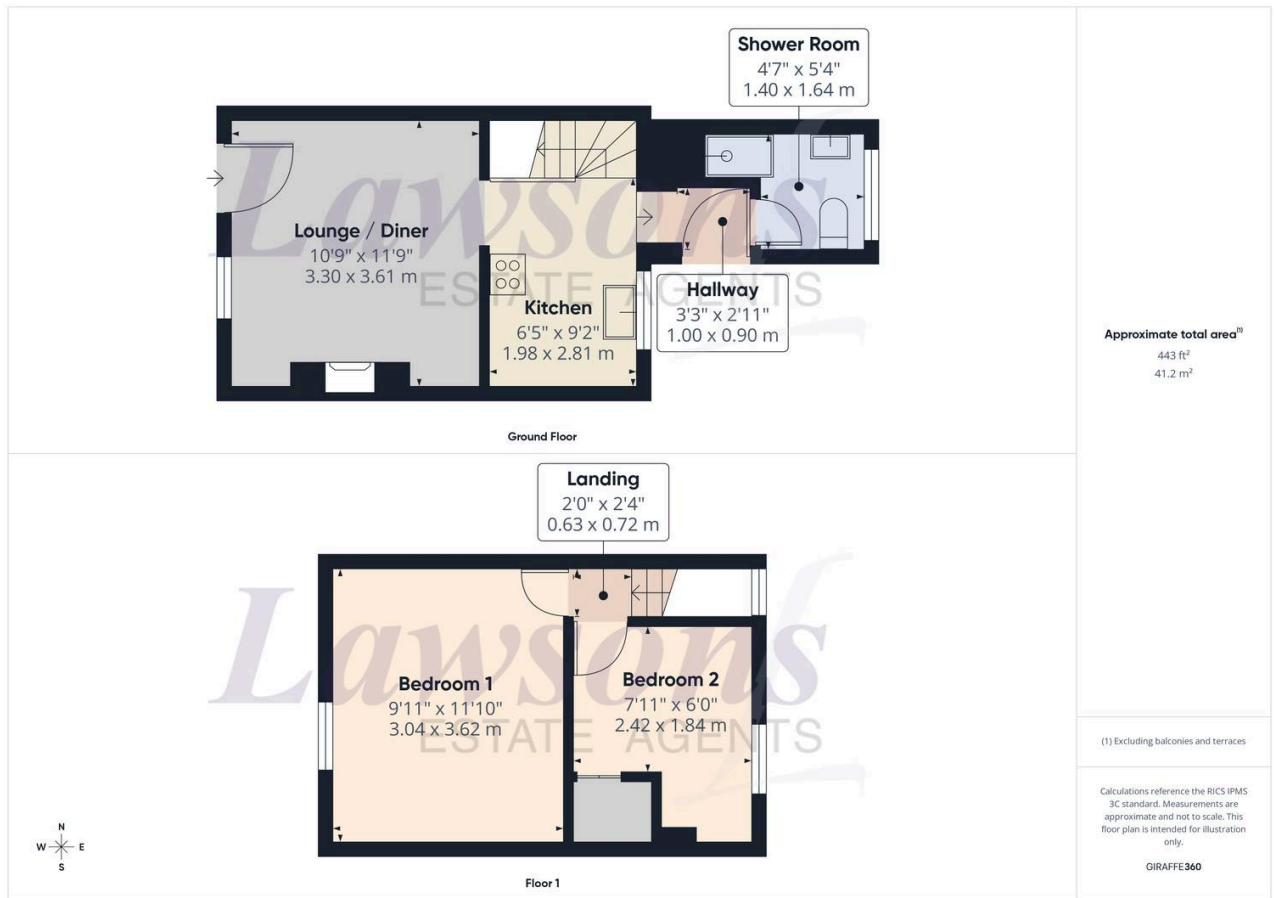 Shower Room
4'7" x 5'4"
1.40 x 1.64 m
Lawsons
ESTATE AGENTS
Lounge / Diner
10'9" x 11'9"
3.30 x 3.61 m
Kitchen
6'5" x 9'2"
1.98 x 2.81 m
Hallway
3'3" x 2'11"
1.00 x 0.90 m
Ground Floor
Approximate total area(1)
443 ft²
41.2 m²
Landing
2'0" x 2'4"
0.63 x 0.72 m
Lawsons
ESTATE AGENTS
Bedroom 1
9'11" x 11'10"
3.04 x 3.62 m
Bedroom 2
7'11" x 6'0"
2.42 x 1.84 m
N
W E
S
Floor 1
(1) Excluding balconies and terraces
Calculations reference the RICS IPMS
3C standard. Measurements are
approximate and not to scale. This
floor plan is intended for illustration
only.
GIRAFFE360